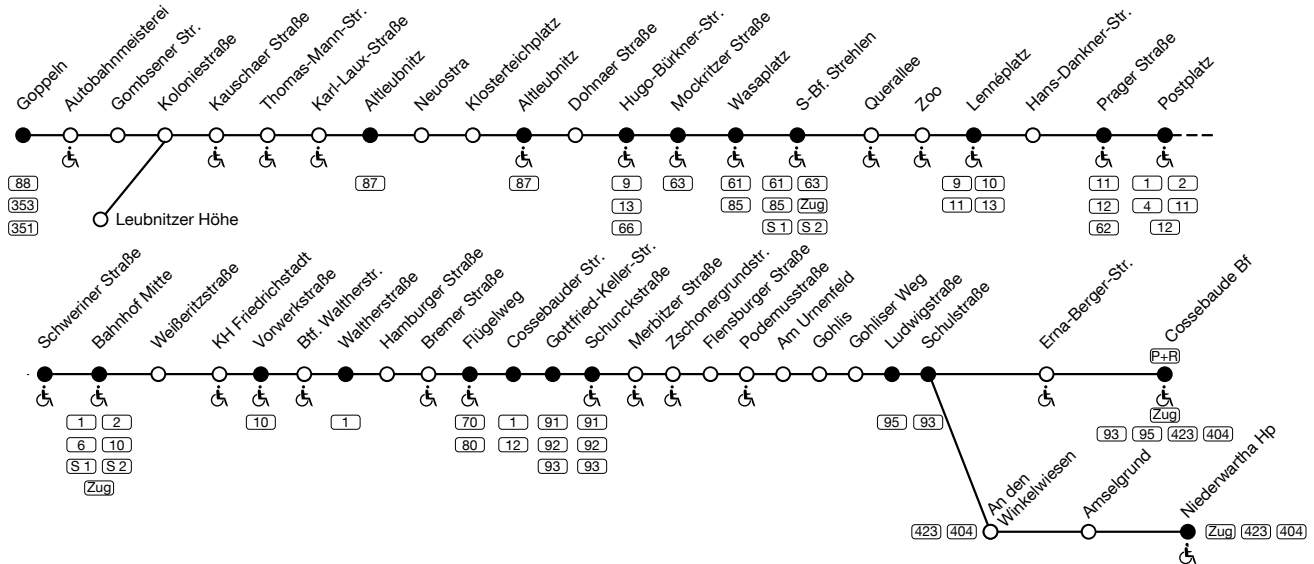 Goppeln
Autobahnmeisterei
Gombsener Str.
Koloniestraße
Kauschaer Straße
Thomas-Mann-Str.
Karl-Laux-Straße
Altleubnitz
Neuostra
Klosterteichplatz
Altleubnitz
Dohnaer Straße
Hugo-Bürkner-Str.
Mockritzer Straße
Wasaplatz
S-Bf. Strehlen
Querallee
Zoo
Lennéplatz
Hans-Dankner-Str.
Prager Straße
Postplatz
88
353
351
Leubnitzer Höhe
87
87
9
13
66
63
61
85
61 63
85 Zug
S 1 S 2
9 10
11 13
11
12
62
1 2
4 11
12
Schweriner Straße
Bahnhof Mitte
Weißeritzstraße
KH Friedrichstadt
Vorwerkstraße
Btf. Waltherstr.
Waltherstraße
Hamburger Straße
Bremer Straße
Flügelweg
Cossebauder Str.
Gottfried-Keller-Str.
Schunckstraße
Merbitzer Straße
Zschonergrundstr.
Flensburger Straße
Podemusstraße
Am Urnenfeld
Gohlis
Gohliser Weg
Ludwigstraße
Schulstraße
Erna-Berger-Str.
Cossebaude Bf
P+R
1 2
6 10
S 1 S 2
Zug
10
1
70
80
1
12
91
92
93
91
92
93
95
93
Zug
93 95 423 404
An den
Winkelwiesen
Amselgrund
Niederwartha Hp
423 404
Zug 423 404